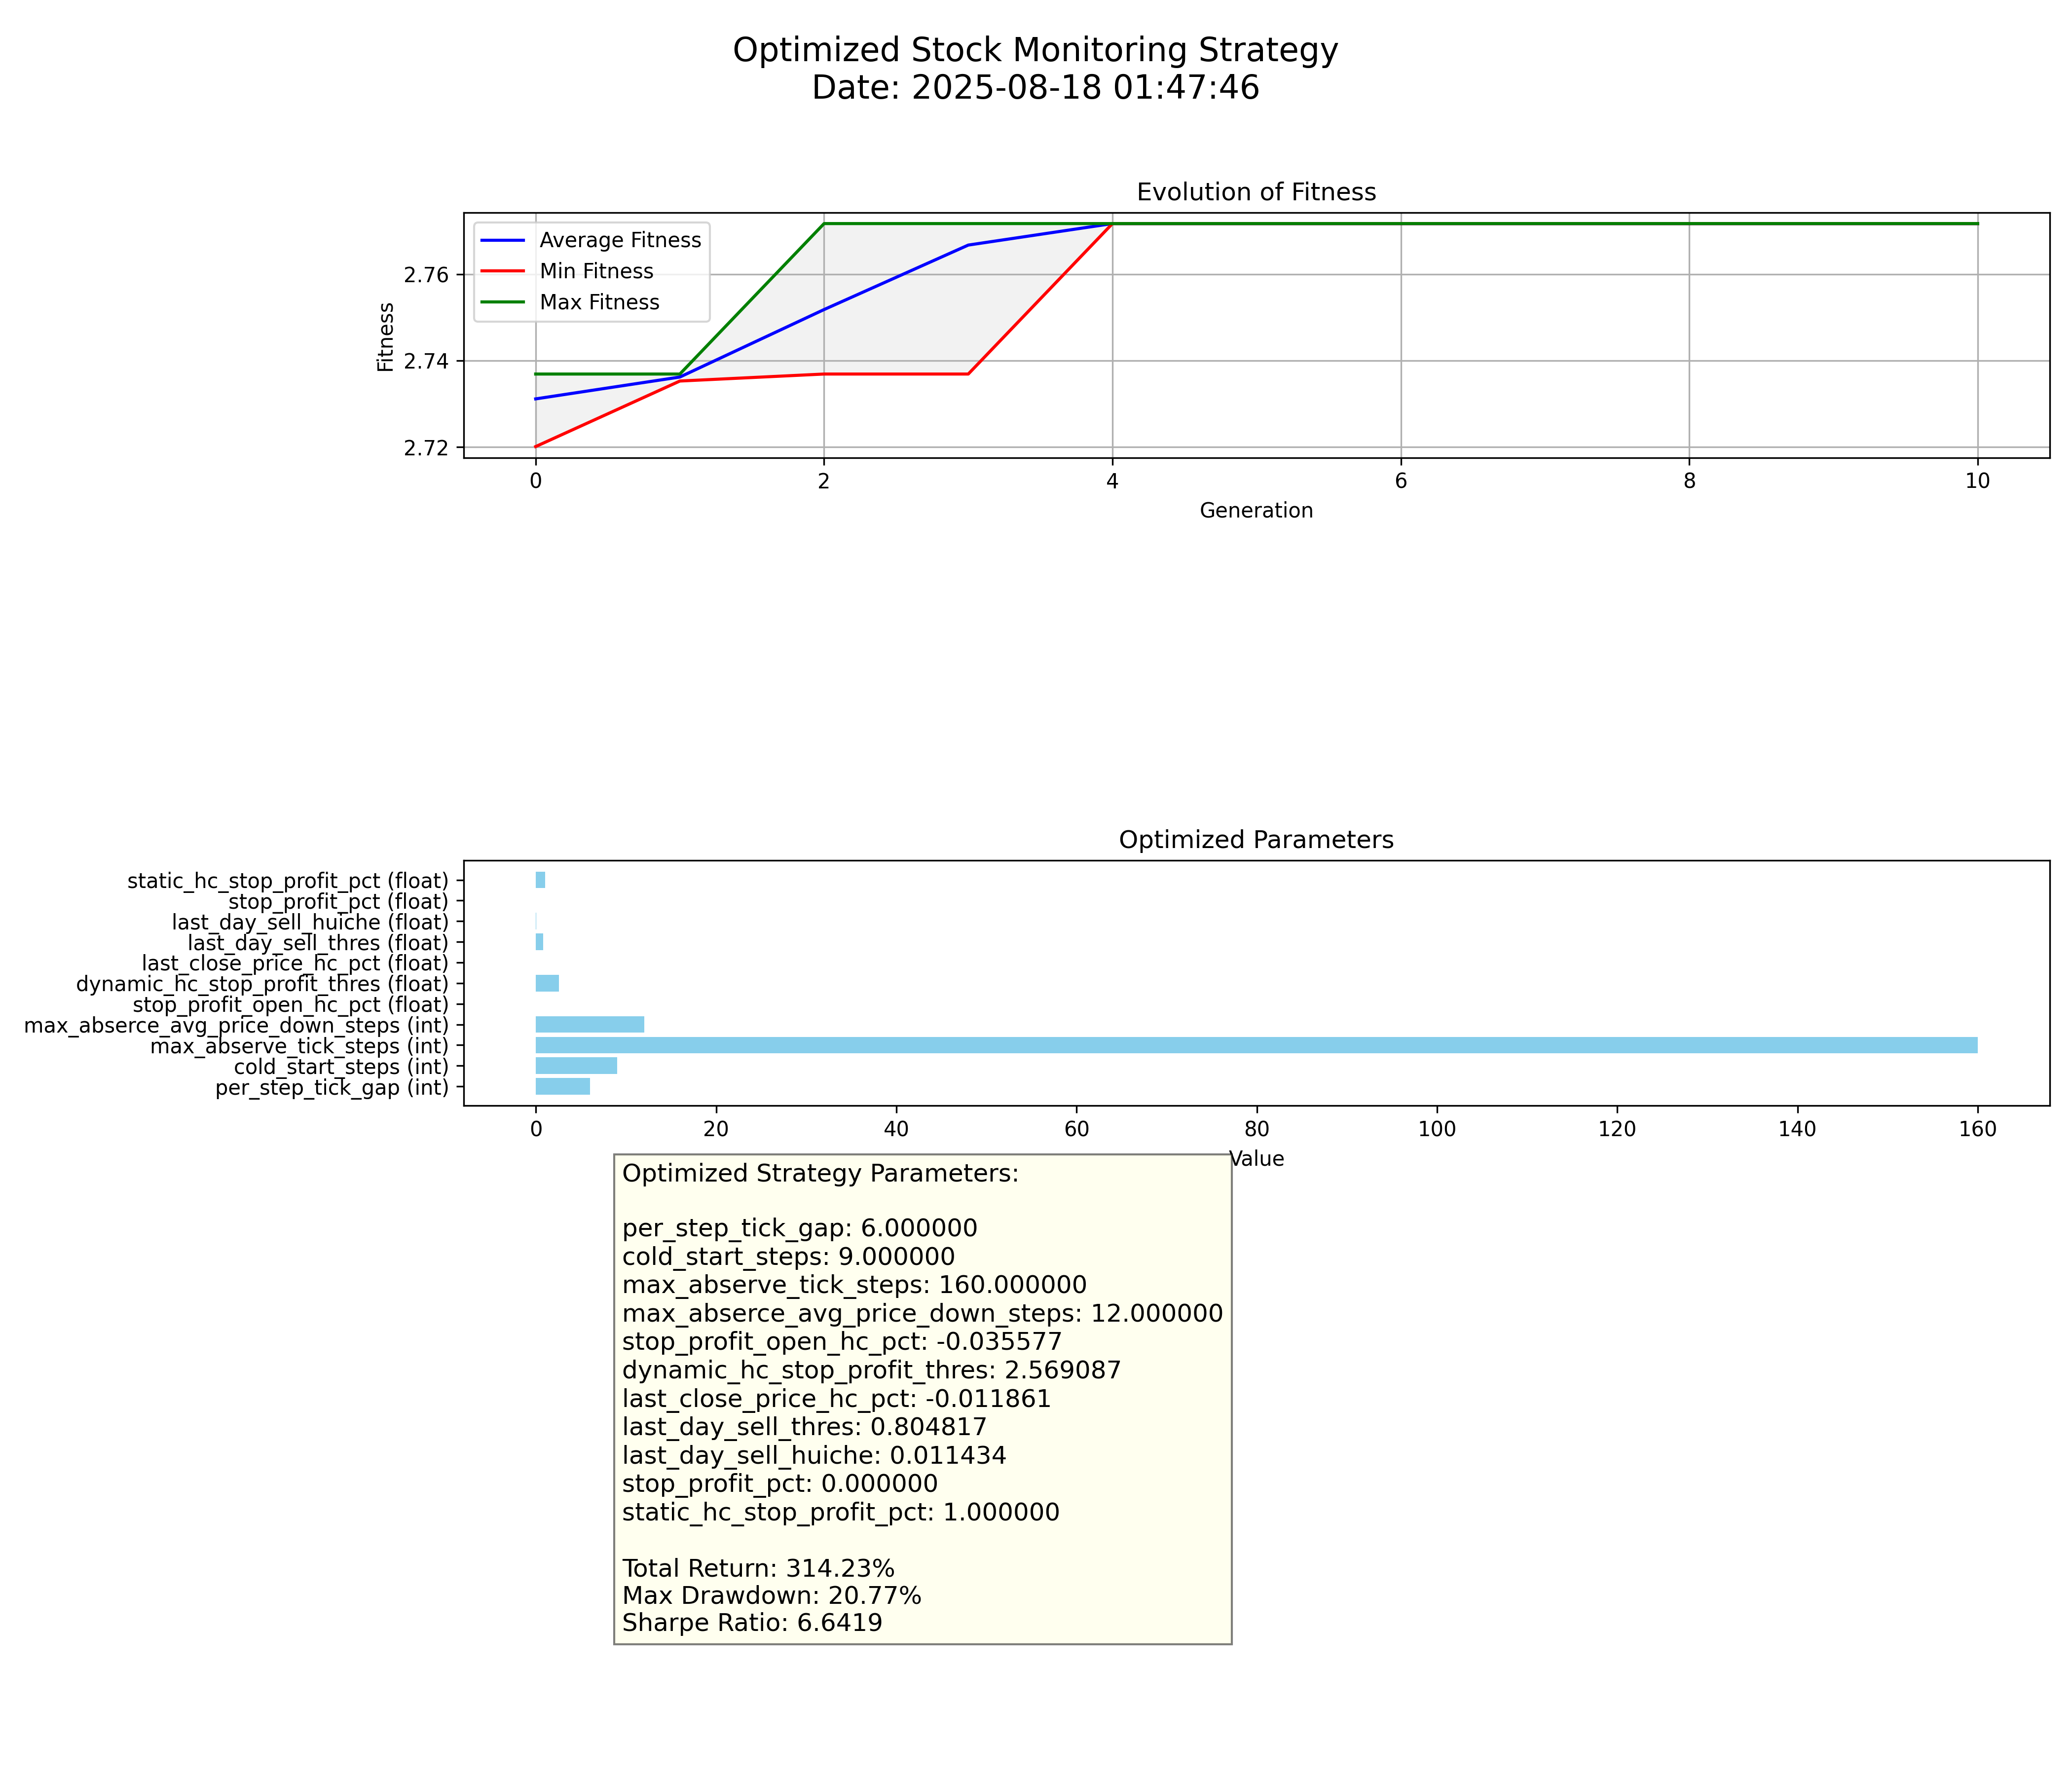 Optimized Stock Monitoring Strategy
Date: 2025-08-18 01:47:46
Evolution of Fitness
Average Fitness
Min Fitness
Max Fitness
Fitness
2.76
2.74
2.72
0 2 4 6 8 10
Generation
Optimized Parameters
static_hc_stop_profit_pct (float)
stop_profit_pct (float)
last_day_sell_huiche (float)
last_day_sell_thres (float)
last_close_price_hc_pct (float)
dynamic_hc_stop_profit_thres (float)
stop_profit_open_hc_pct (float)
max_abserce_avg_price_down_steps (int)
max_abserve_tick_steps (int)
cold_start_steps (int)
per_step_tick_gap (int)
0 20 40 60 80 100 120 140 160
Value
Optimized Strategy Parameters:
per_step_tick_gap: 6.000000
cold_start_steps: 9.000000
max_abserve_tick_steps: 160.000000
max_abserce_avg_price_down_steps: 12.000000
stop_profit_open_hc_pct: -0.035577
dynamic_hc_stop_profit_thres: 2.569087
last_close_price_hc_pct: -0.011861
last_day_sell_thres: 0.804817
last_day_sell_huiche: 0.011434
stop_profit_pct: 0.000000
static_hc_stop_profit_pct: 1.000000
Total Return: 314.23%
Max Drawdown: 20.77%
Sharpe Ratio: 6.6419